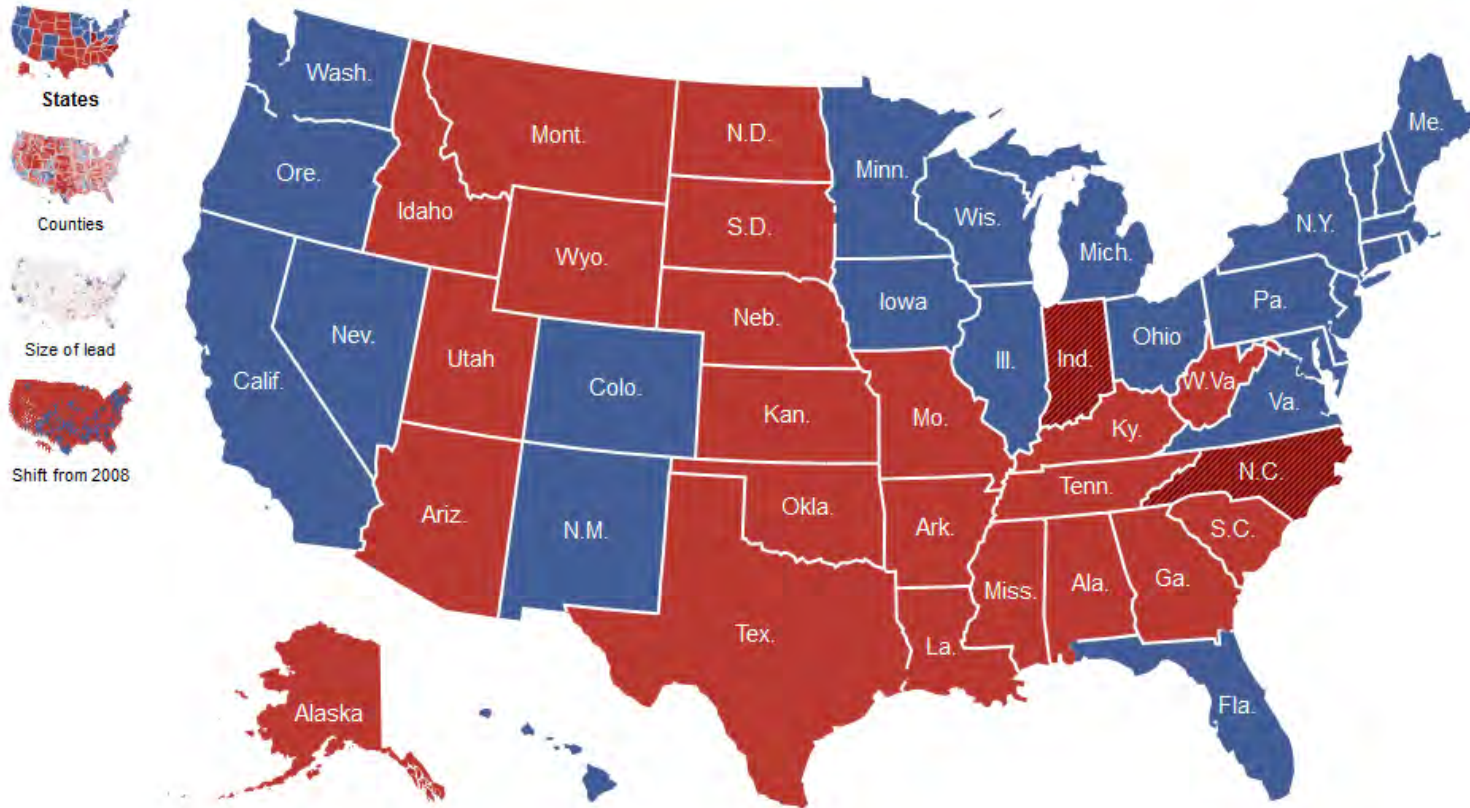 States
Counties
Size of lead
Shift from 2008
Wash.
Ore.
Calif.
Nev.
Idaho
Mont.
Wyo.
Utah
Ariz.
Colo.
N.M.
N.D.
S.D.
Neb.
Kan.
Okla.
Tex.
Minn.
Iowa
Mo.
Ark.
La.
Wis.
Ill.
Mich.
Ind.
Ohio
Ky.
Tenn.
Miss.
Ala.
Ga.
Fla.
S.C.
N.C.
Va.
W.Va
Pa.
N.Y.
Me.
Alaska